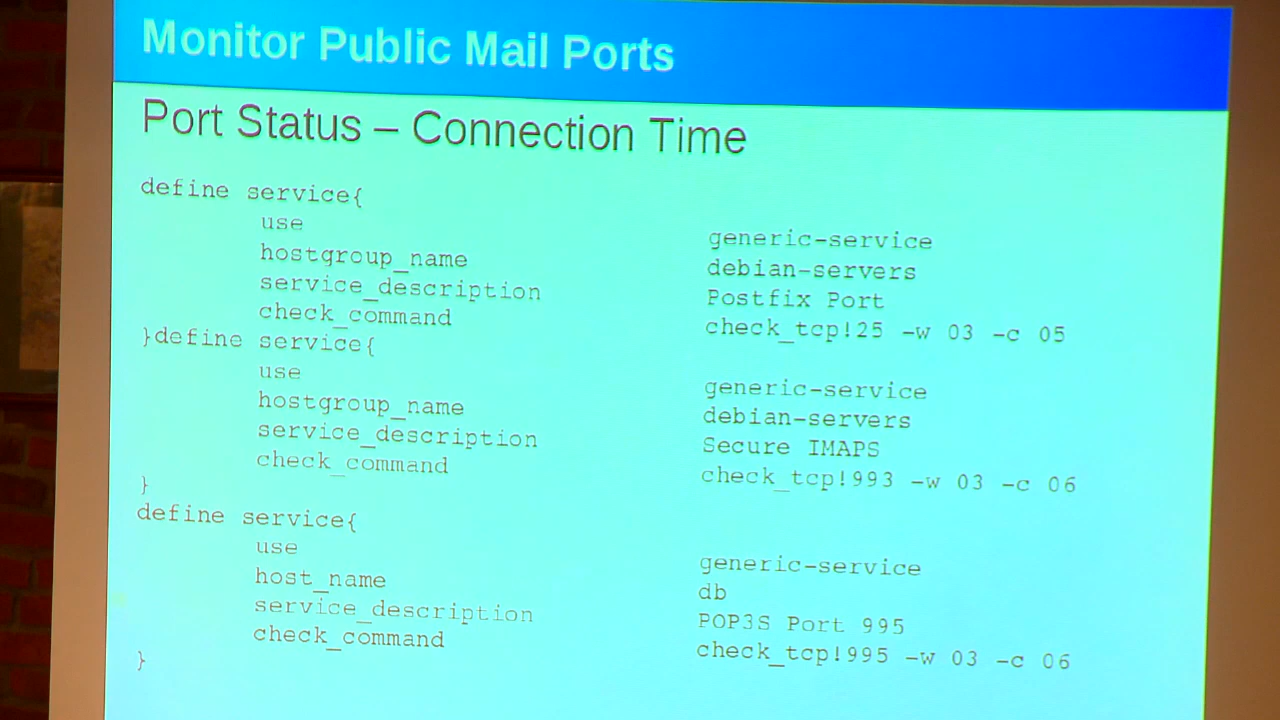 Monitor Public Mail Ports
Port Status – Connection Time
define service{
use generic-service
hostgroup_name debian-servers
service_description Postfix Port
check_command check_tcp!25 -w 03 -c 05
}define service{
use generic-service
hostgroup_name debian-servers
service_description Secure IMAPS
check_command check_tcp!993 -w 03 -c 06
}
define service{
use generic-service
host_name db
service_description POP3S Port 995
check_command check_tcp!995 -w 03 -c 06
}